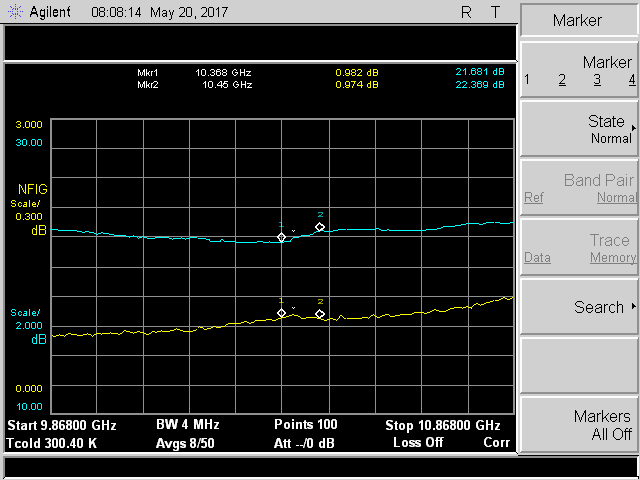 Agilent 08:08:14 May 20, 2017 R T
Marker
Mkr1 10.368 GHz 0.982 dB 21.681 dB
Mkr2 10.45 GHz 0.974 dB 22.369 dB
Marker
1 2 3 4
3.000
30.00
State
Normal
NFIG
Scale/
0.300
dB
Band Pair
Ref Normal
1 2
Trace
Data Memory
1 2
Scale/
2.000
dB
Search
0.000
10.00
Markers
All Off
Start 9.86800 GHz BW 4 MHz Points 100 Stop 10.86800 GHz
Tcold 300.40 K Avgs 8/50 Att --/0 dB Loss Off Corr